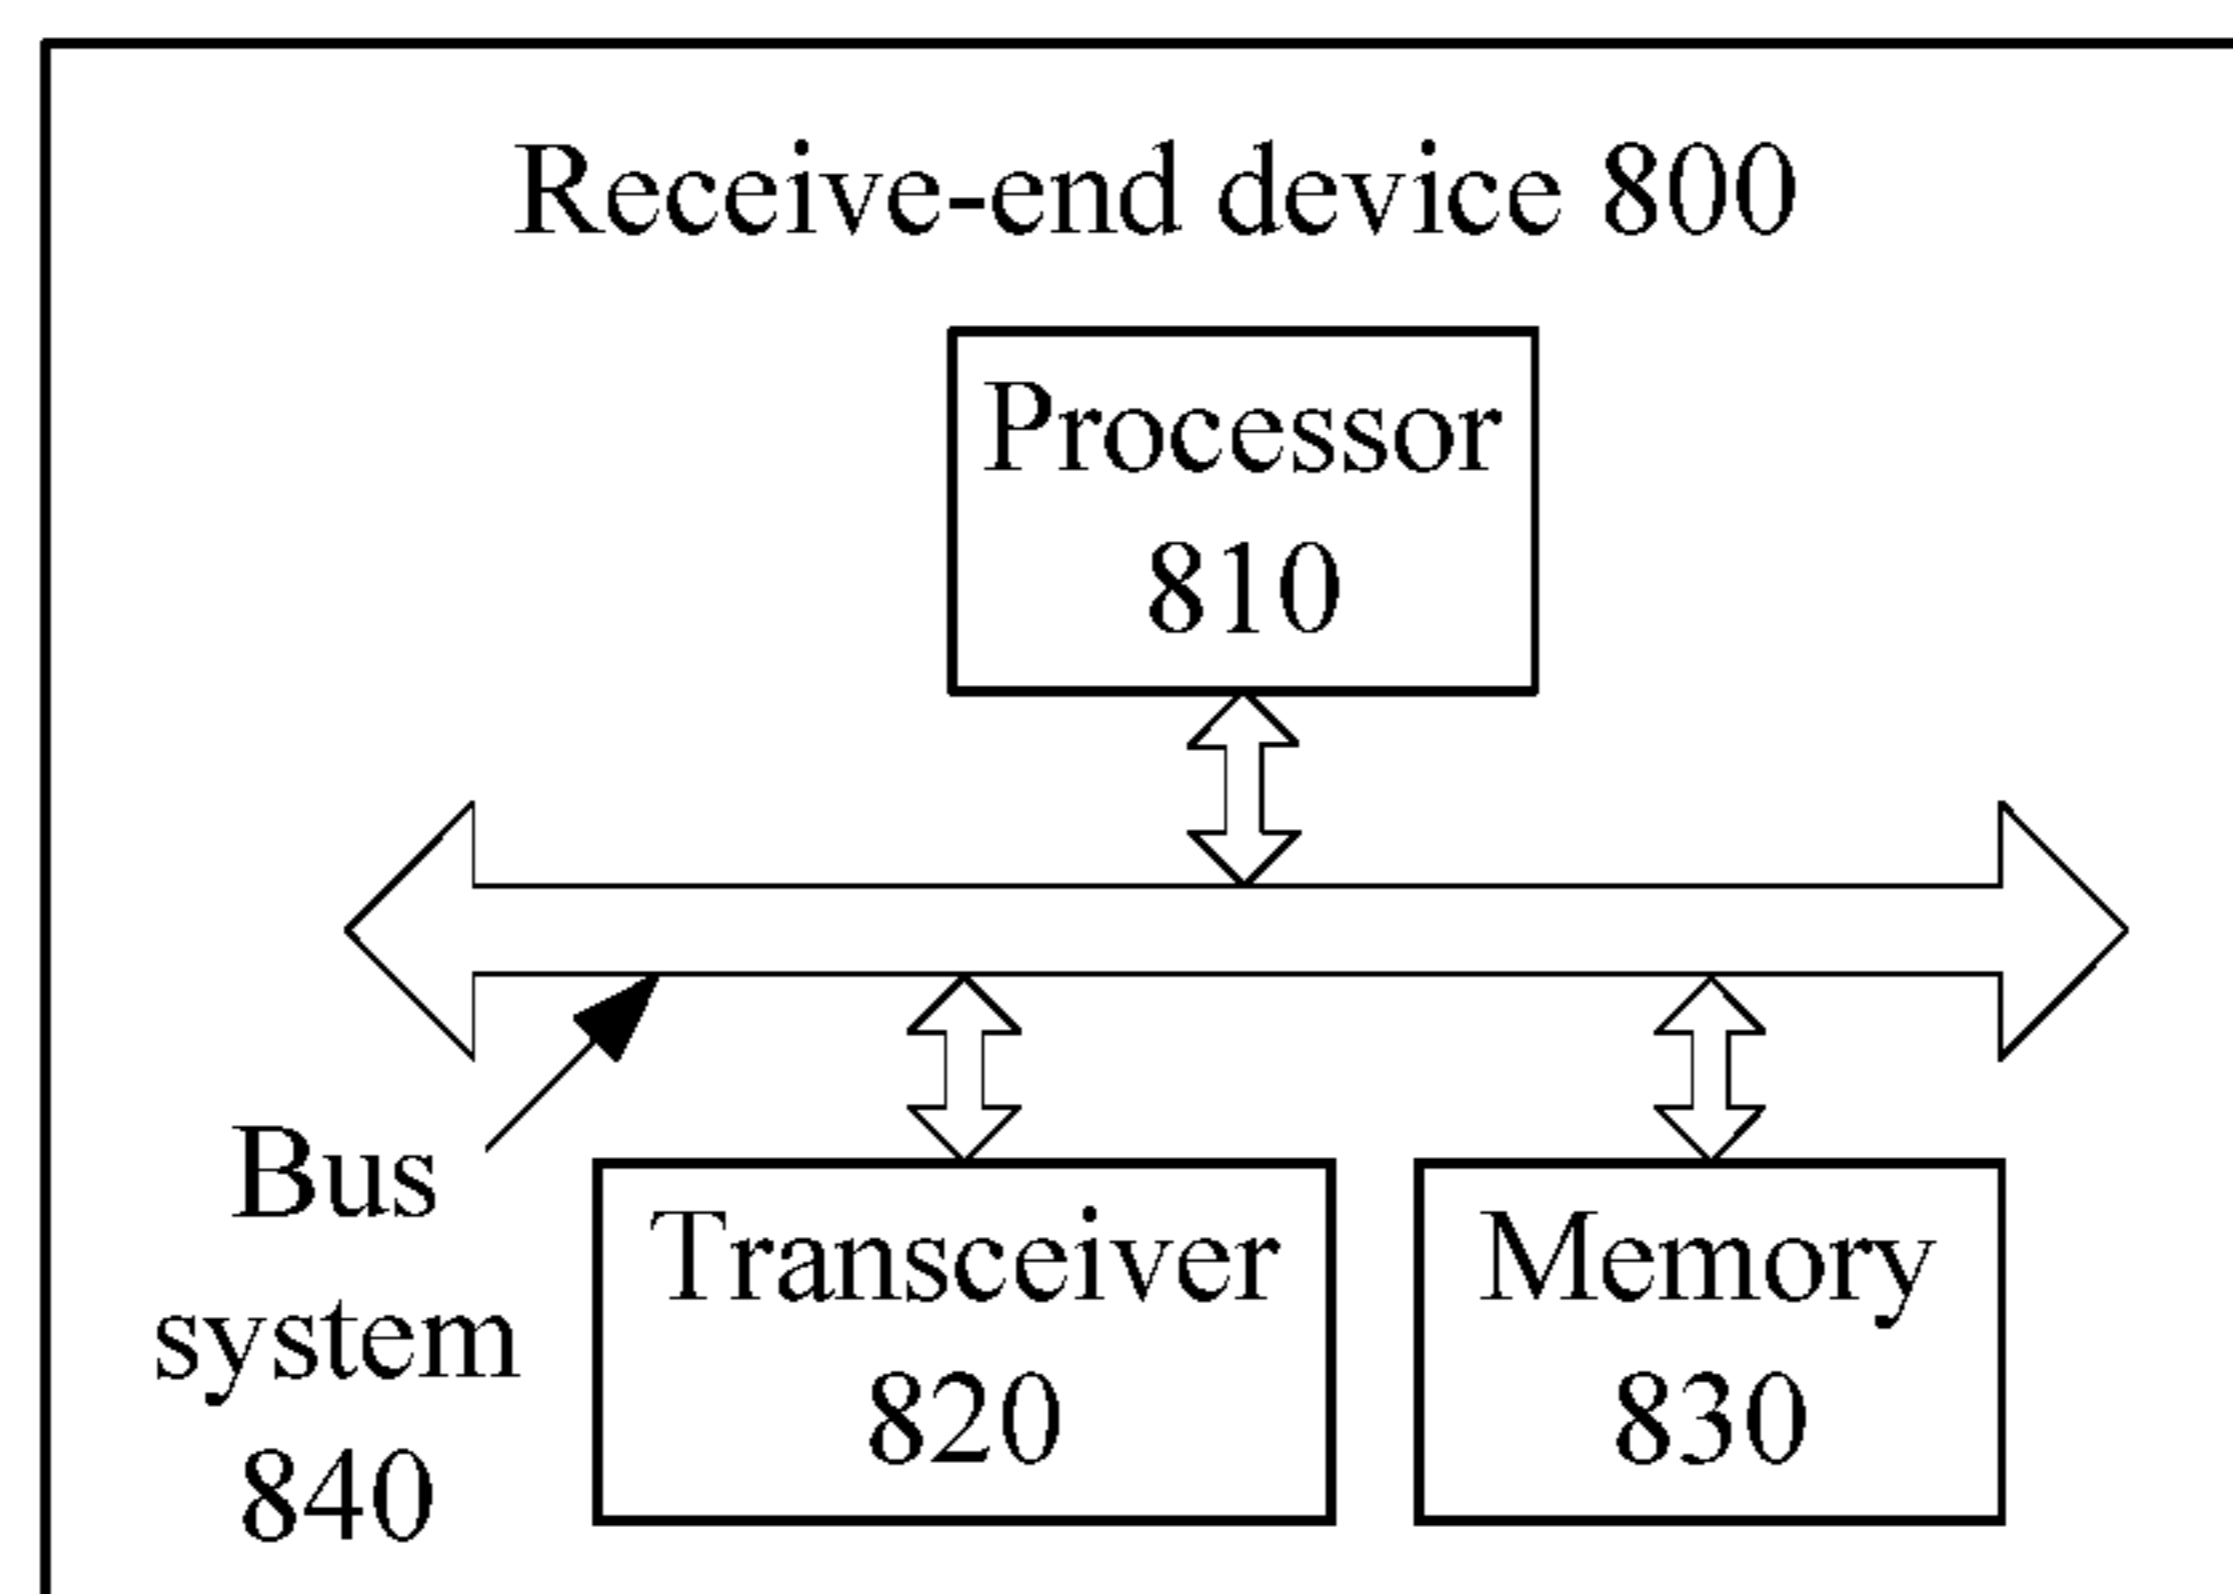 Receive-end device 800
Processor
810
Bus
system
840
Transceiver
820
Memory
830